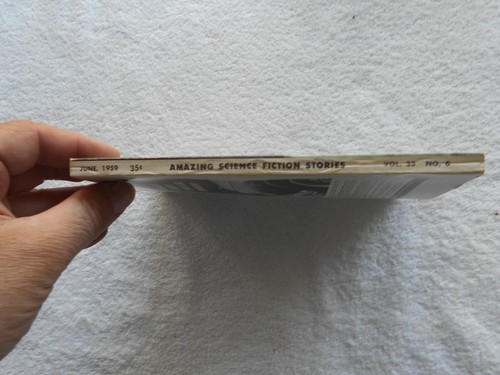 JUNE, 1959 35¢ AMAZING SCIENCE FICTION STORIES VOL. 33 NO. 6